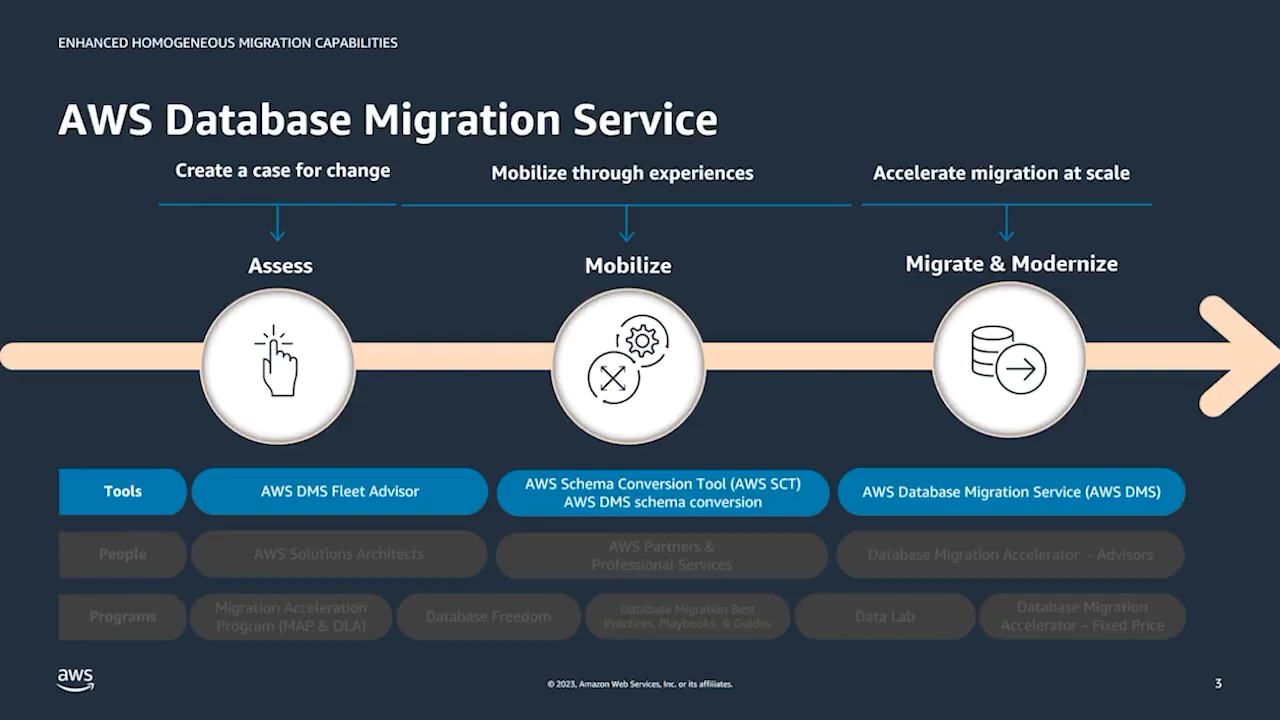 ENHANCED HOMOGENEOUS MIGRATION CAPABILITIES
AWS Database Migration Service
Create a case for change
Mobilize through experiences
Accelerate migration at scale
Assess
Mobilize
Migrate & Modernize
Tools
AWS DMS Fleet Advisor
AWS Schema Conversion Tool (AWS SCT)
AWS DMS schema conversion
AWS Database Migration Service (AWS DMS)
People
AWS Solutions Architects
AWS Partners &
Professional Services
Database Migration Accelerator - Advisors
Programs
Migration Acceleration
Program (MAP & OLA)
Database Freedom
Database Migration Best
Practices, Playbooks, & Guides
Data Lab
Database Migration
Accelerator – Fixed Price
aws
© 2023, Amazon Web Services, Inc. or its affiliates.
3